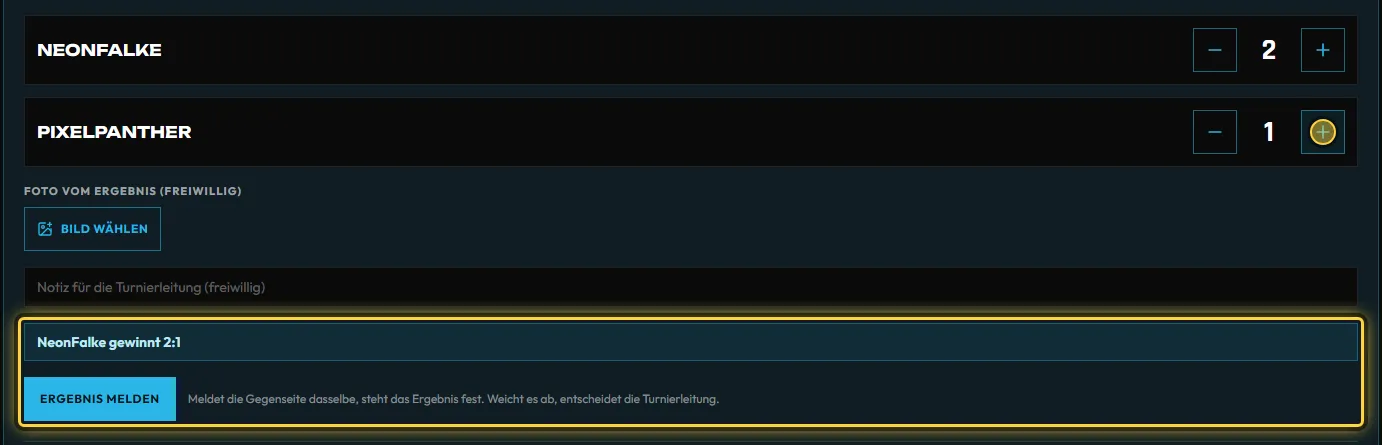 NEONFALKE
− 2 +
PIXELPANTHER
− 1 +
FOTO VOM ERGEBNIS (FREIWILLIG)
BILD WÄHLEN
Notiz für die Turnierleitung (freiwillig)
NeonFalke gewinnt 2:1
ERGEBNIS MELDEN
Meldet die Gegenseite dasselbe, steht das Ergebnis fest. Weicht es ab, entscheidet die Turnierleitung.